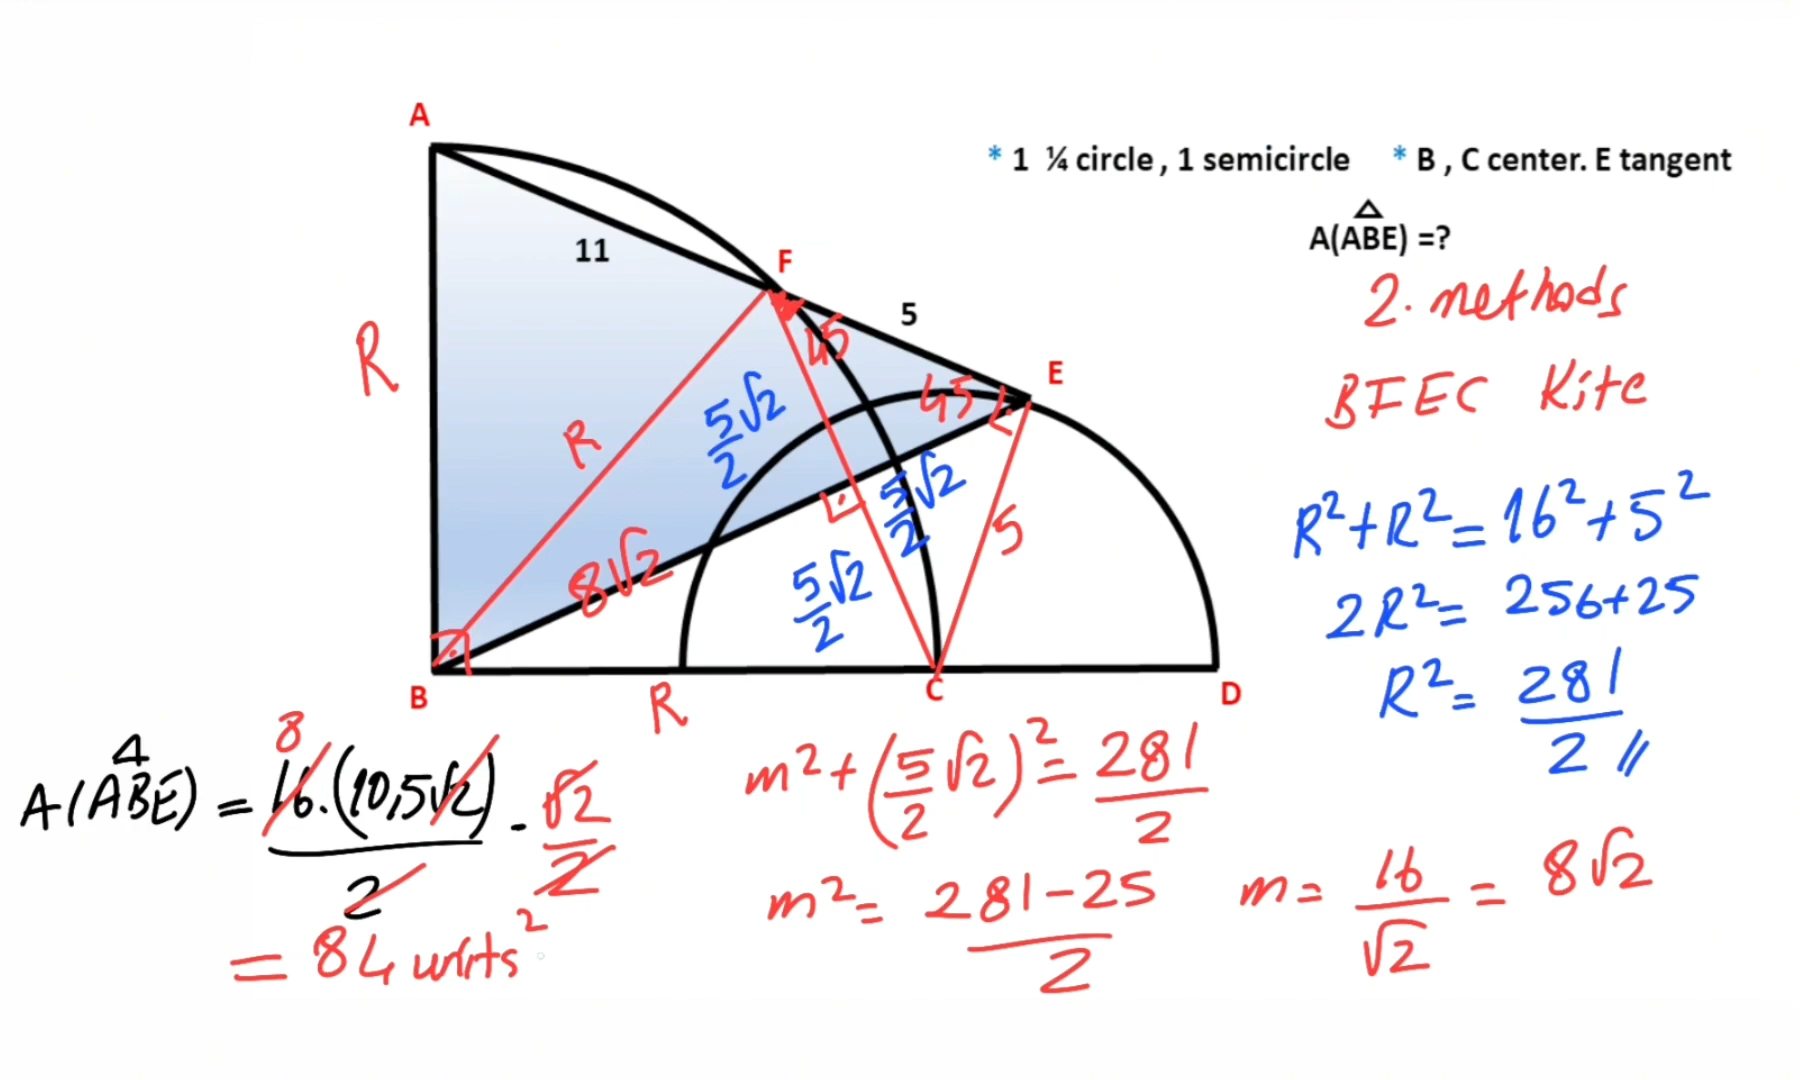 A
* 1 ¼ circle , 1 semicircle * B , C center. E tangent
A(ABE) =?
11
F
5
E
45
45
R
R
5/2 √2
5/2 √2
5/2 √2
8√2
5
B
R
C
D
2. methods
BFEC Kite
R²+R²=16²+5²
2R²= 256+25
R²= 281/2 //
A(ABE) = 16.(10,5√2)/2 . √2/2
8
= 84 units²
m²+(5/2 √2)²= 281/2
m²= 281-25/2
m= 16/√2 = 8√2